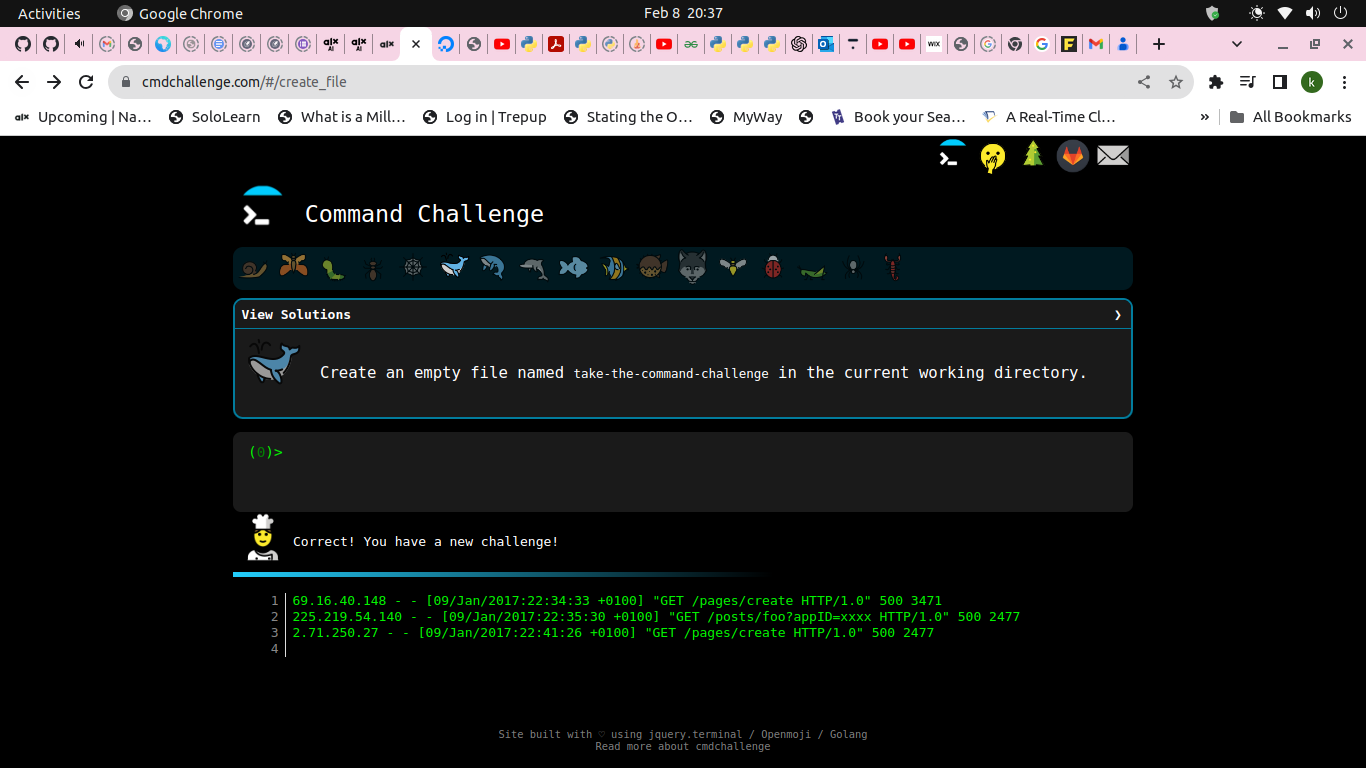 Activities Google Chrome Feb 8 20:37
cmdchallenge.com/#/create_file k
Upcoming | Na… SoloLearn What is a Mill… Log in | Trepup Stating the O… MyWay Book your Sea… A Real-Time Cl… » All Bookmarks
Command Challenge
View Solutions ❯
Create an empty file named take-the-command-challenge in the current working directory.
(0)>
Correct! You have a new challenge!
1 69.16.40.148 - - [09/Jan/2017:22:34:33 +0100] "GET /pages/create HTTP/1.0" 500 3471
2 225.219.54.140 - - [09/Jan/2017:22:35:30 +0100] "GET /posts/foo?appID=xxxx HTTP/1.0" 500 2477
3 2.71.250.27 - - [09/Jan/2017:22:41:26 +0100] "GET /pages/create HTTP/1.0" 500 2477
4
Site built with ♡ using jquery.terminal / Openmoji / Golang
Read more about cmdchallenge